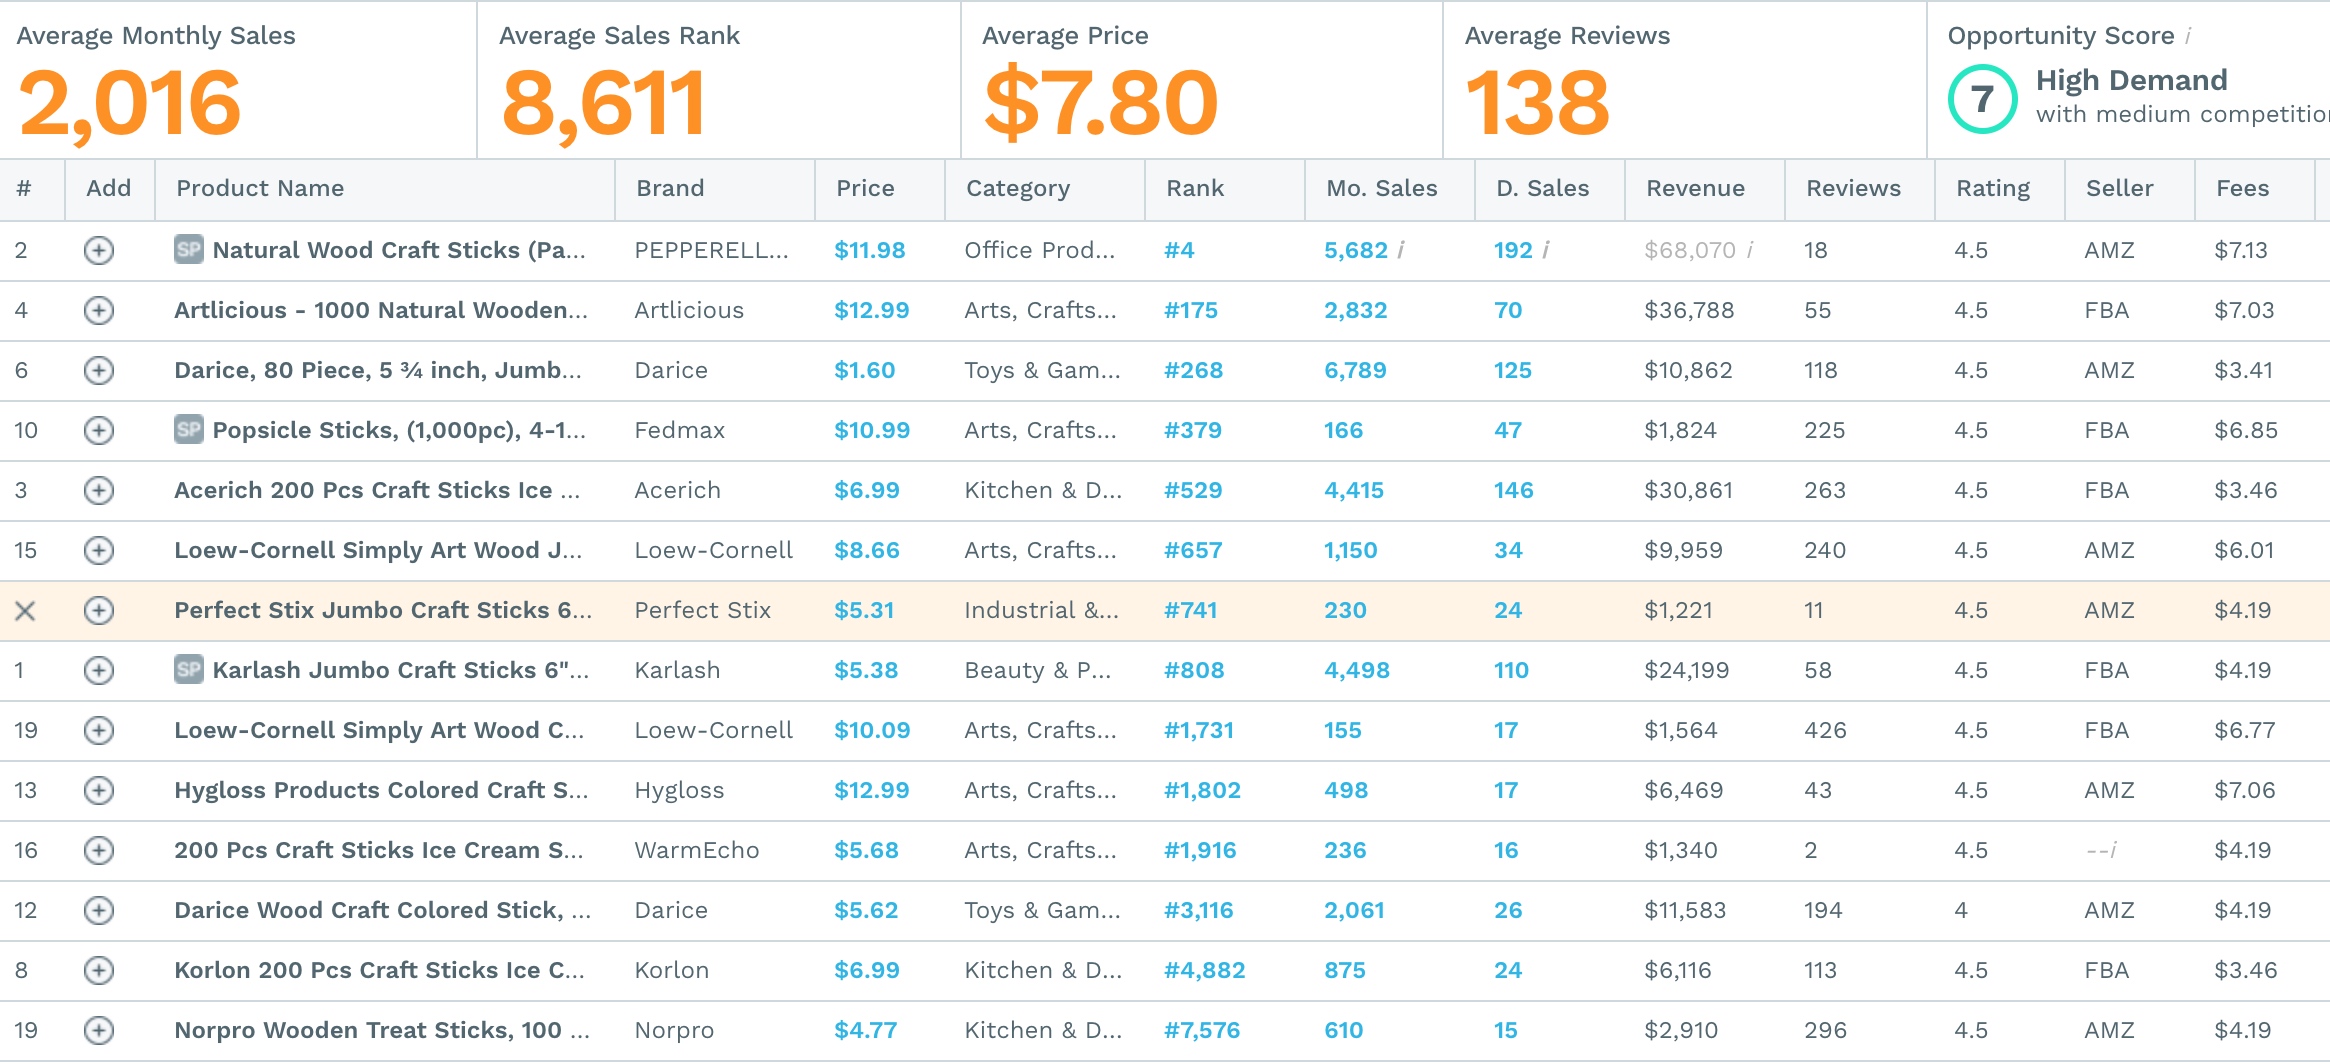 Average Monthly Sales Average Sales Rank Average Price Average Reviews Opportunity Score i
2,016 8,611 $7.80 138 7 High Demand
with medium competitio
# Add Product Name Brand Price Category Rank Mo. Sales D. Sales Revenue Reviews Rating Seller Fees
2 SP Natural Wood Craft Sticks (Pa... PEPPERELL... $11.98 Office Prod... #4 5,682 i 192 i $68,070 i 18 4.5 AMZ $7.13
4 Artlicious - 1000 Natural Wooden... Artlicious $12.99 Arts, Crafts... #175 2,832 70 $36,788 55 4.5 FBA $7.03
6 Darice, 80 Piece, 5 ¾ inch, Jumb... Darice $1.60 Toys & Gam... #268 6,789 125 $10,862 118 4.5 AMZ $3.41
10 SP Popsicle Sticks, (1,000pc), 4-1... Fedmax $10.99 Arts, Crafts... #379 166 47 $1,824 225 4.5 FBA $6.85
3 Acerich 200 Pcs Craft Sticks Ice ... Acerich $6.99 Kitchen & D... #529 4,415 146 $30,861 263 4.5 FBA $3.46
15 Loew-Cornell Simply Art Wood J... Loew-Cornell $8.66 Arts, Crafts... #657 1,150 34 $9,959 240 4.5 AMZ $6.01
Perfect Stix Jumbo Craft Sticks 6... Perfect Stix $5.31 Industrial &... #741 230 24 $1,221 11 4.5 AMZ $4.19
1 SP Karlash Jumbo Craft Sticks 6"... Karlash $5.38 Beauty & P... #808 4,498 110 $24,199 58 4.5 FBA $4.19
19 Loew-Cornell Simply Art Wood C... Loew-Cornell $10.09 Arts, Crafts... #1,731 155 17 $1,564 426 4.5 FBA $6.77
13 Hygloss Products Colored Craft S... Hygloss $12.99 Arts, Crafts... #1,802 498 17 $6,469 43 4.5 AMZ $7.06
16 200 Pcs Craft Sticks Ice Cream S... WarmEcho $5.68 Arts, Crafts... #1,916 236 16 $1,340 2 4.5 --i $4.19
12 Darice Wood Craft Colored Stick, ... Darice $5.62 Toys & Gam... #3,116 2,061 26 $11,583 194 4 AMZ $4.19
8 Korlon 200 Pcs Craft Sticks Ice C... Korlon $6.99 Kitchen & D... #4,882 875 24 $6,116 113 4.5 FBA $3.46
19 Norpro Wooden Treat Sticks, 100 ... Norpro $4.77 Kitchen & D... #7,576 610 15 $2,910 296 4.5 AMZ $4.19